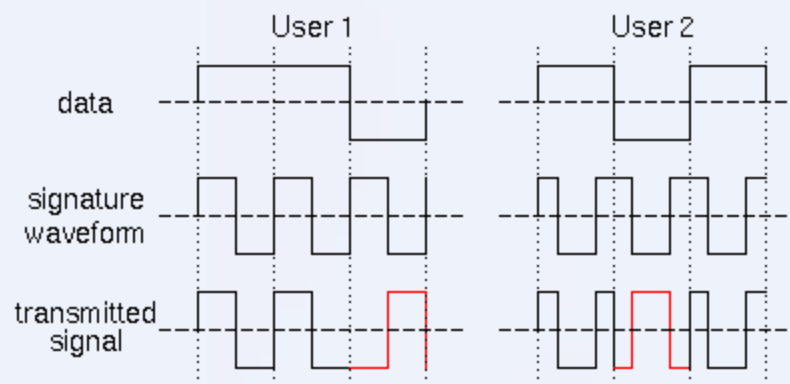 User 1
User 2
data
signature
waveform
transmitted
signal